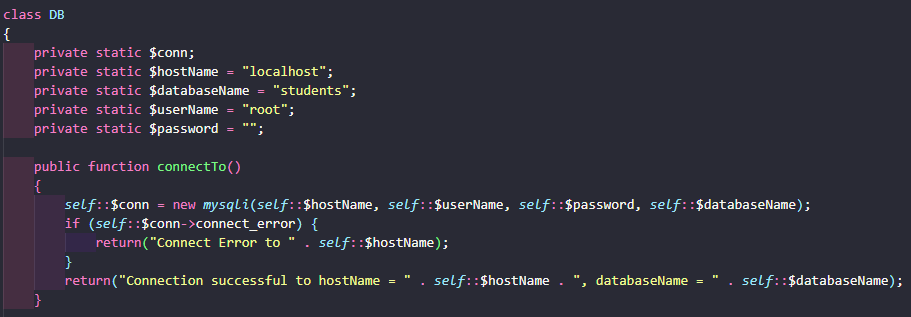 class DB
{
private static $conn;
private static $hostName = "localhost";
private static $databaseName = "students";
private static $userName = "root";
private static $password = "";
public function connectTo()
{
self::$conn = new mysqli(self::$hostName, self::$userName, self::$password, self::$databaseName);
if (self::$conn->connect_error) {
return("Connect Error to " . self::$hostName);
}
return("Connection successful to hostName = " . self::$hostName . ", databaseName = " . self::$databaseName);
}